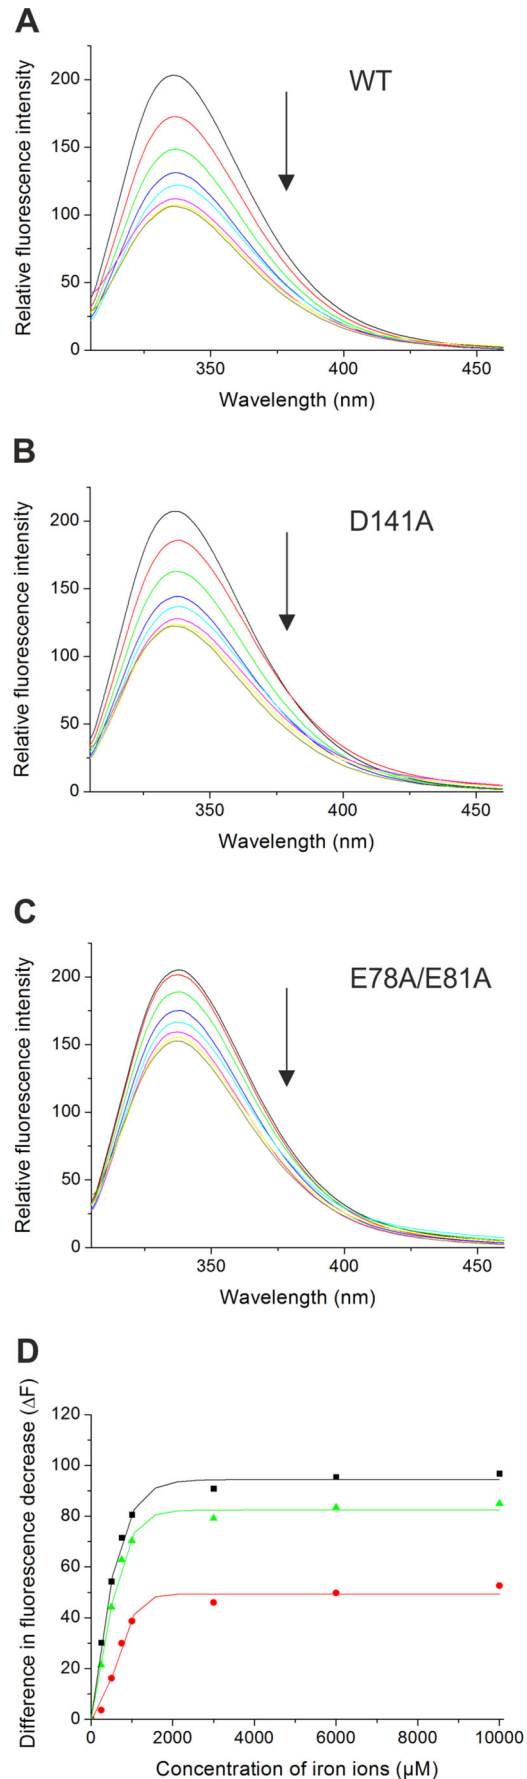 A
WT
Relative fluorescence intensity
200
150
100
50
0
350
400
450
Wavelength (nm)
B
D141A
Relative fluorescence intensity
200
150
100
50
0
350
400
450
Wavelength (nm)
C
E78A/E81A
Relative fluorescence intensity
200
150
100
50
0
350
400
450
Wavelength (nm)
D
Difference in fluorescence decrease (ΔF)
120
100
80
60
40
20
0
0
2000
4000
6000
8000
10000
Concentration of iron ions (µM)